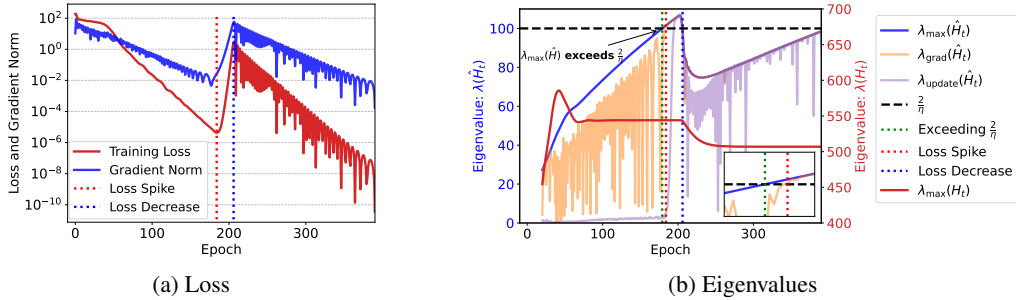 Loss and Gradient Norm
10^2
10^0
10^-2
10^-4
10^-6
10^-8
10^-10
0 100 200 300
Epoch
Training Loss
Gradient Norm
Loss Spike
Loss Decrease
(a) Loss
Eigenvalue: λ(Ĥ_t)
100
80
60
40
20
0
0 100 200 300
Epoch
λ_max(Ĥ) exceeds 2/η
700
650
600
550
500
450
400
Eigenvalue: λ(H_t)
(b) Eigenvalues
λ_max(Ĥ_t)
λ_grad(Ĥ_t)
λ_update(Ĥ_t)
2/η
Exceeding 2/η
Loss Spike
Loss Decrease
λ_max(H_t)